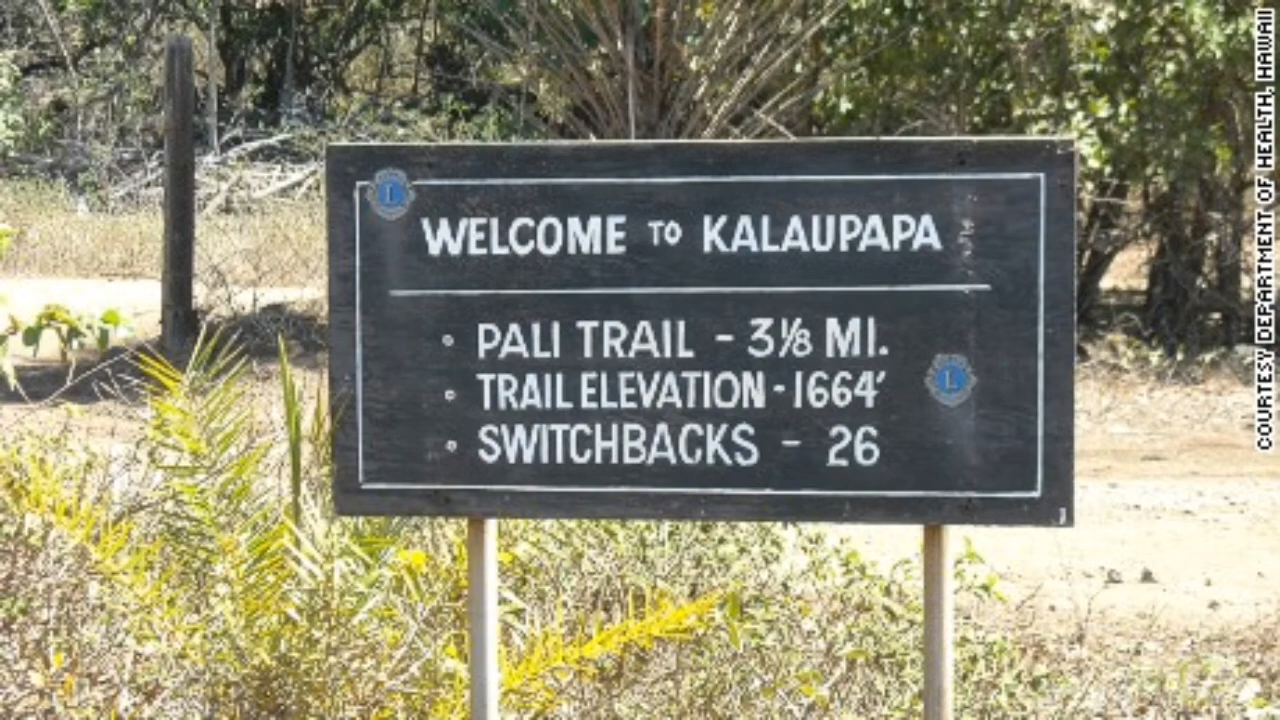 WELCOME TO KALAUPAPA
◦ PALI TRAIL - 3⅛ MI.
◦ TRAIL ELEVATION - 1664'
◦ SWITCHBACKS - 26
L
L
COURTESY DEPARTMENT OF HEALTH, HAWAII